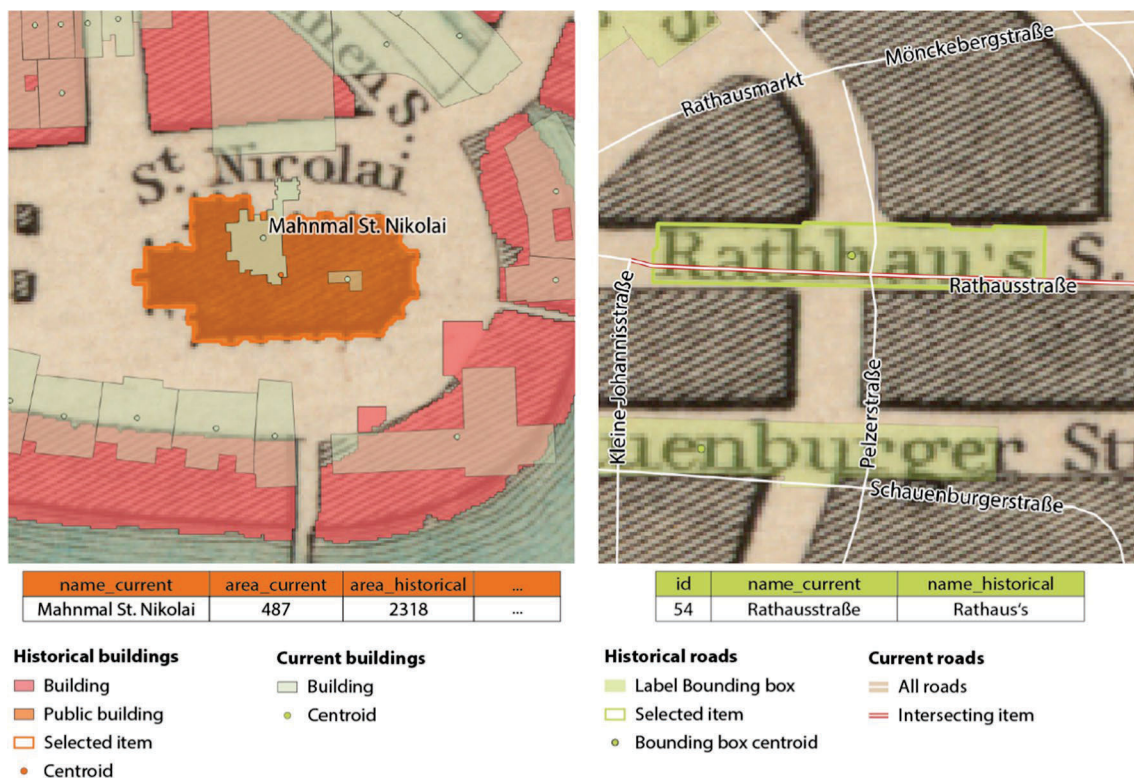 St. Nicolai
Mahnmal St. Nikolai
name_current area_current area_historical ...
Mahnmal St. Nikolai 487 2318 ...
Historical buildings
Building
Public building
Selected item
Centroid
Current buildings
Building
Centroid
Mönckebergstraße
Rathausmarkt
Rathhau's S.
Rathausstraße
Kleine Johannisstraße
Pelzerstraße
uenburger St
Schauenburgerstraße
id name_current name_historical
54 Rathausstraße Rathaus‘s
Historical roads
Label Bounding box
Selected item
Bounding box centroid
Current roads
All roads
Intersecting item